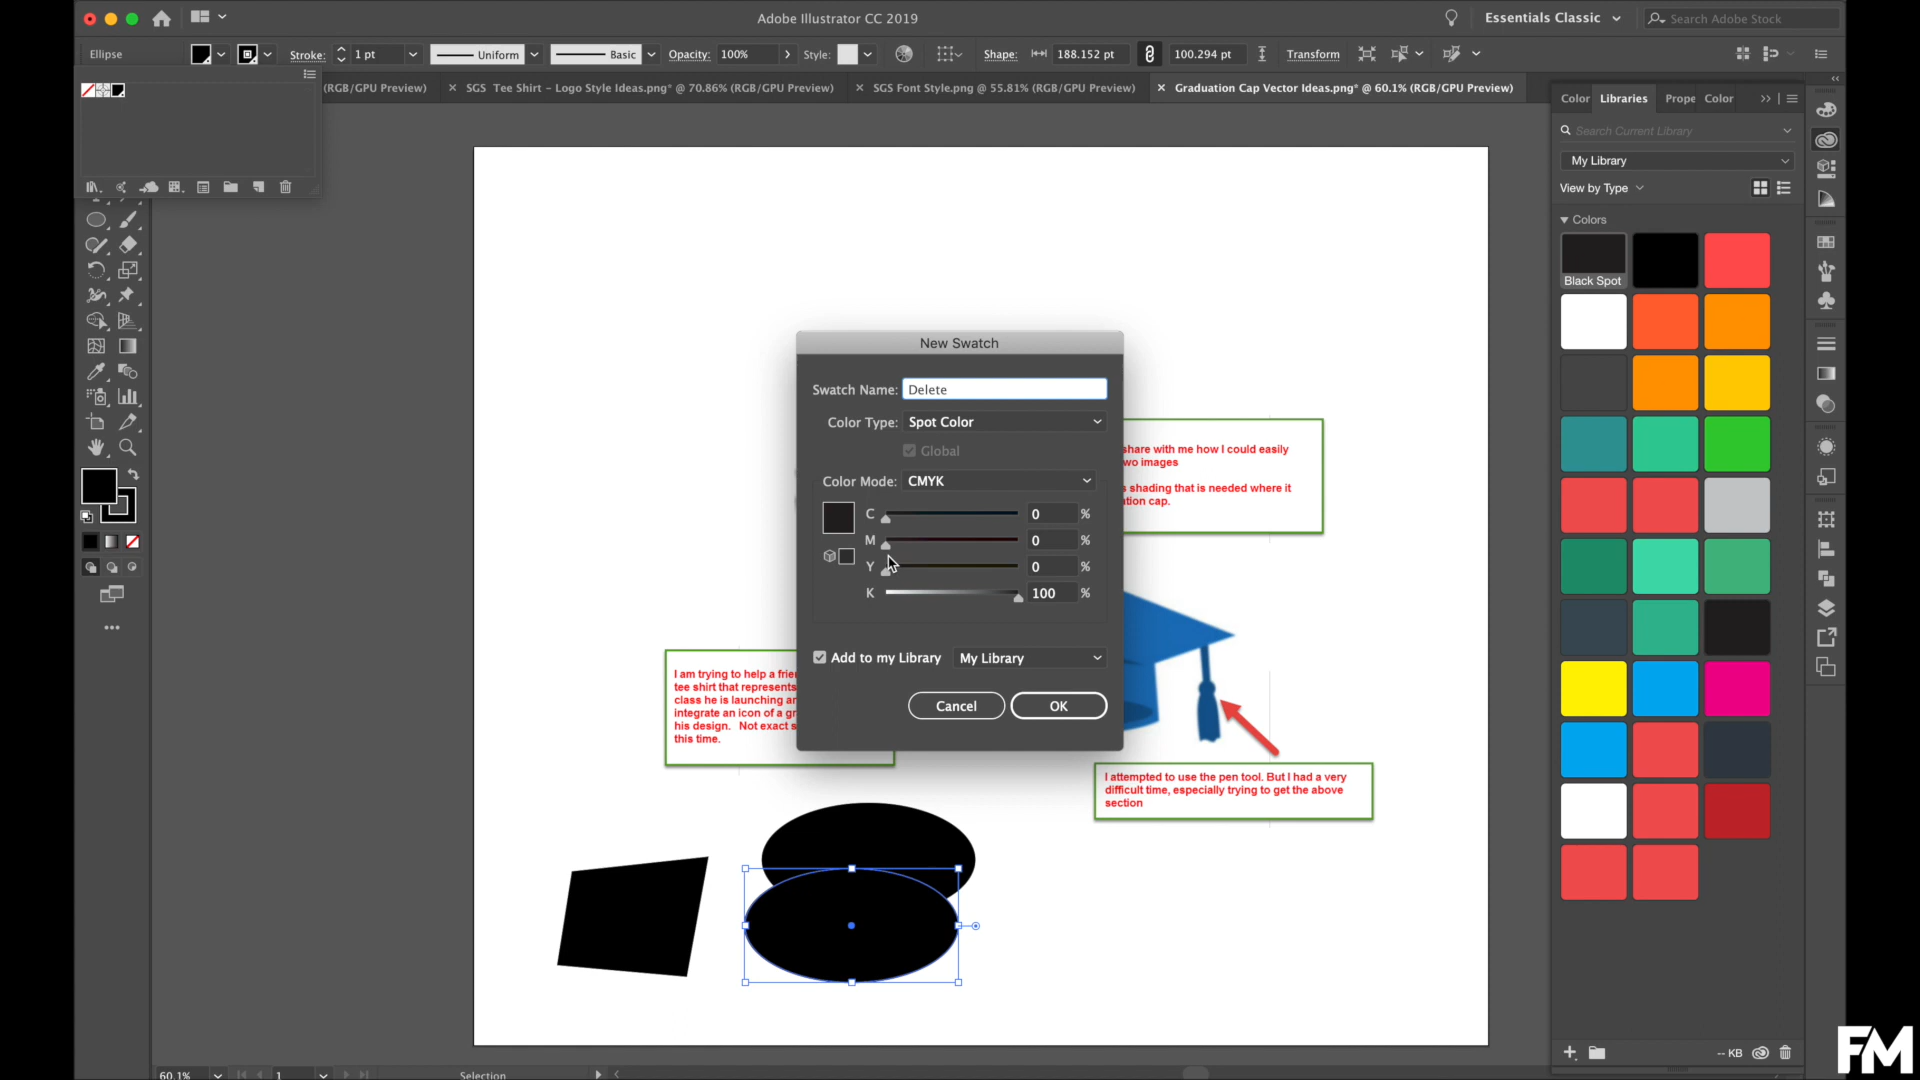 Adobe Illustrator CC 2019
Essentials Classic
Search Adobe Stock
Ellipse
Stroke:
1 pt
Uniform
Basic
Opacity:
100%
Style:
Shape:
188.152 pt
100.294 pt
Transform
(RGB/GPU Preview)
SGS Tee Shirt - Logo Style Ideas.png* @ 70.86% (RGB/GPU Preview)
SGS Font Style.png @ 55.81% (RGB/GPU Preview)
Graduation Cap Vector Ideas.png* @ 60.1% (RGB/GPU Preview)
Color
Libraries
Prope
Color
Search Current Library
My Library
View by Type
Colors
Black Spot
New Swatch
Swatch Name:
Delete
Color Type:
Spot Color
Global
Color Mode:
CMYK
C 0 %
M 0 %
Y 0 %
K 100 %
Add to my Library
My Library
Cancel
OK
share with me how I could easily
wo images
s shading that is needed where it
tion cap.
I am trying to help a frie
tee shirt that represents
class he is launching an
integrate an icon of a gr
his design. Not exact s
this time.
I attempted to use the pen tool. But I had a very
difficult time, especially trying to get the above
section
60.1%
1
Selection
-- KB
FM